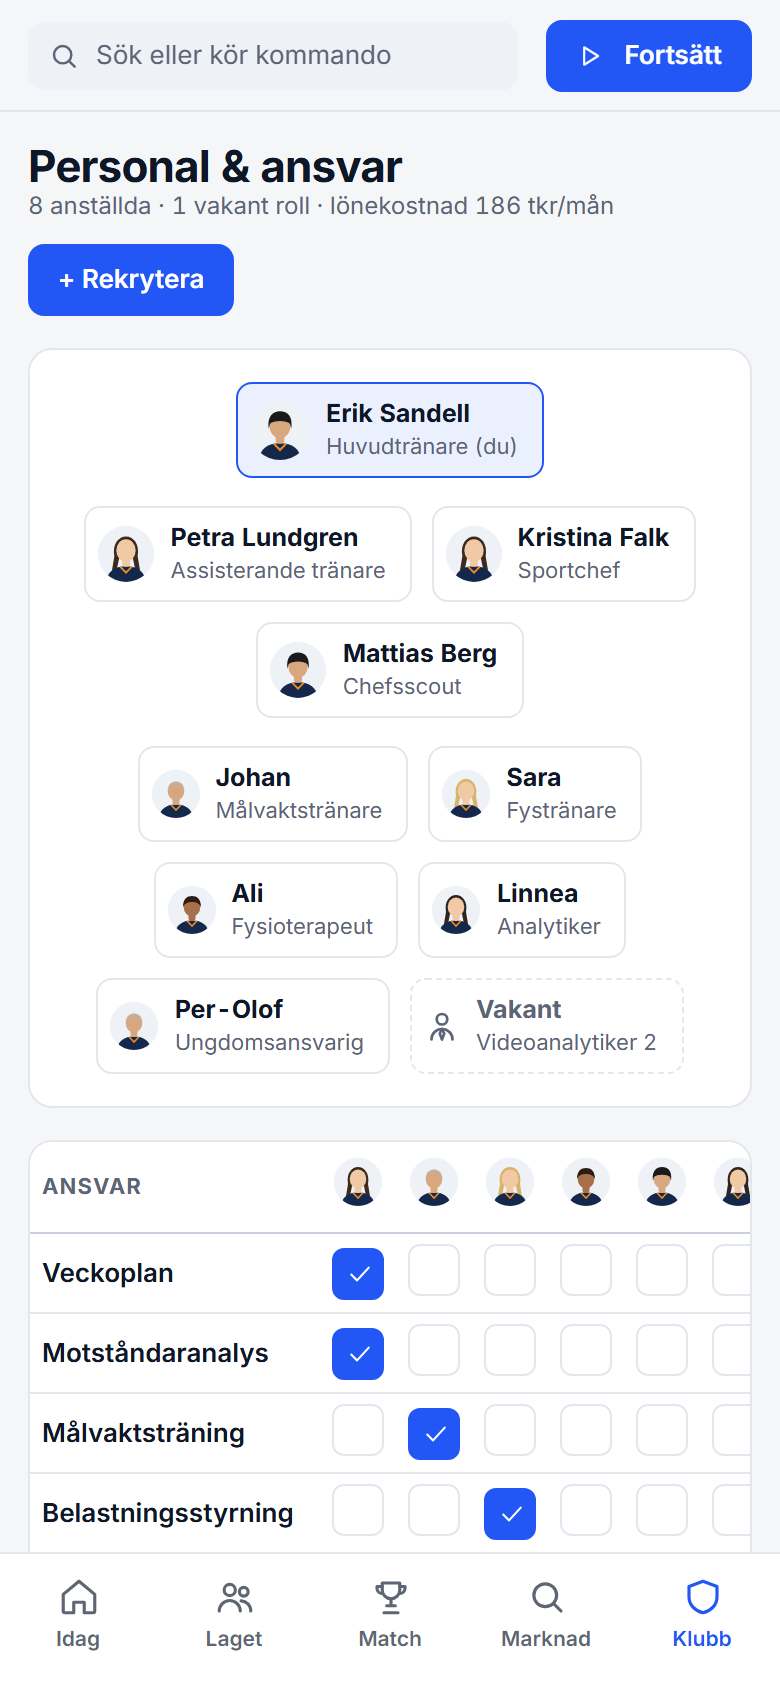 Sök eller kör kommando
Fortsätt
Personal & ansvar
8 anställda · 1 vakant roll · lönekostnad 186 tkr/mån
+ Rekrytera
Erik Sandell
Huvudtränare (du)
Petra Lundgren
Assisterande tränare
Kristina Falk
Sportchef
Mattias Berg
Chefsscout
Johan
Målvaktstränare
Sara
Fystränare
Ali
Fysioterapeut
Linnea
Analytiker
Per-Olof
Ungdomsansvarig
Vakant
Videoanalytiker 2
ANSVAR
Veckoplan
Motståndaranalys
Målvaktsträning
Belastningsstyrning
Idag
Laget
Match
Marknad
Klubb